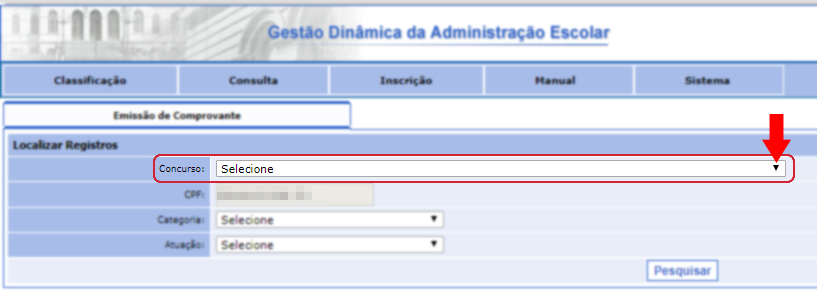 Gestão Dinâmica da Administração Escolar
Classificação Consulta Inscrição Manual Sistema
Emissão de Comprovante
Localizar Registros
Concurso: Selecione
CPF:
Categoria: Selecione
Atuação: Selecione
Pesquisar